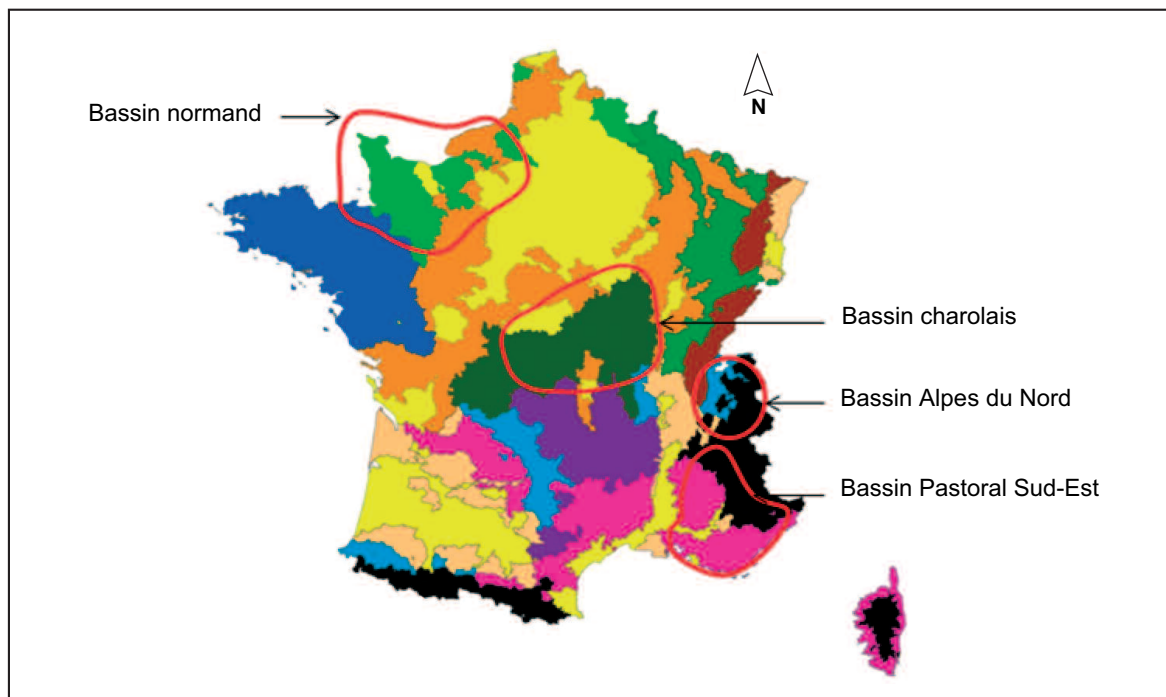 N
Bassin normand
Bassin charolais
Bassin Alpes du Nord
Bassin Pastoral Sud-Est